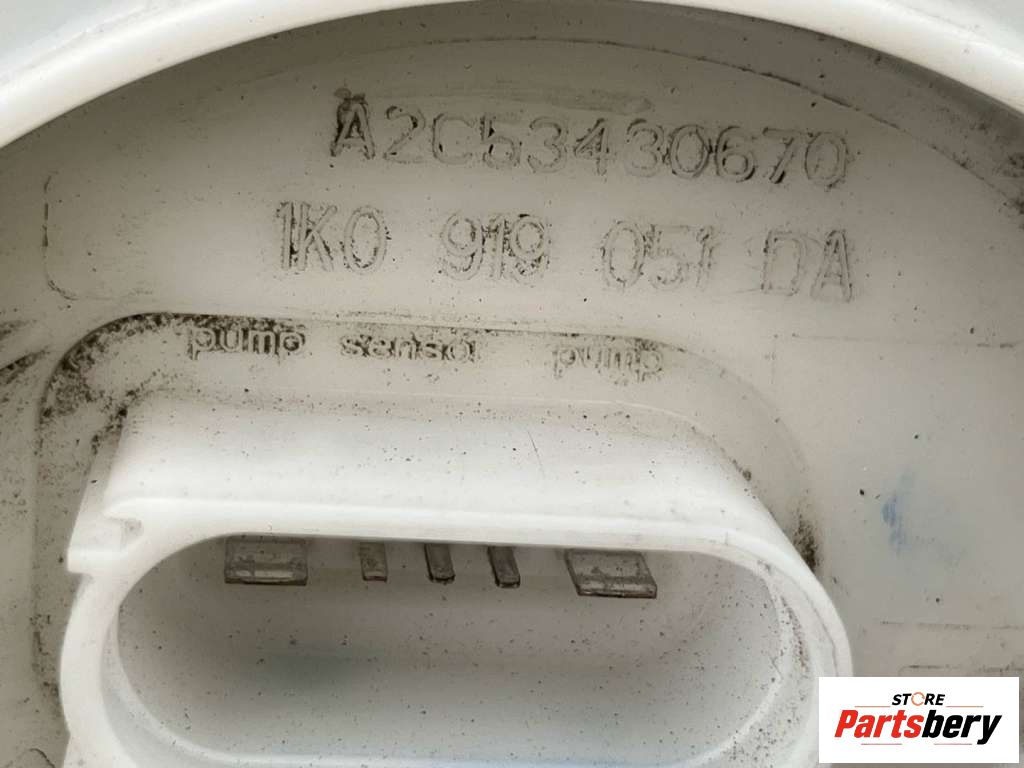 A2C53430670
1K0 919 051 DA
pump sensor pump
STORE
Partsbery